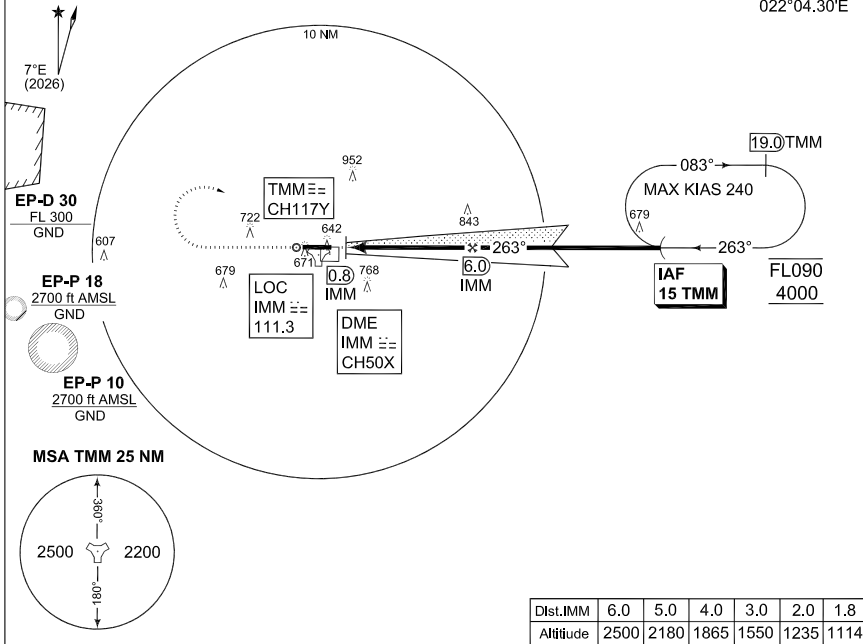 022°04.30'E
7°E
(2026)
10 NM
EP-D 30
FL 300
GND
607
EP-P 18
2700 ft AMSL
GND
EP-P 10
2700 ft AMSL
GND
952
TMM
CH117Y
722
642
671
679
0.8
IMM
768
LOC
IMM
111.3
DME
IMM
CH50X
843
263°
6.0
IMM
19.0 TMM
083°
MAX KIAS 240
679
263°
IAF
15 TMM
FL090
4000
MSA TMM 25 NM
360°
2500
2200
180°
Dist.IMM 6.0 5.0 4.0 3.0 2.0 1.8
Altitude 2500 2180 1865 1550 1235 1114